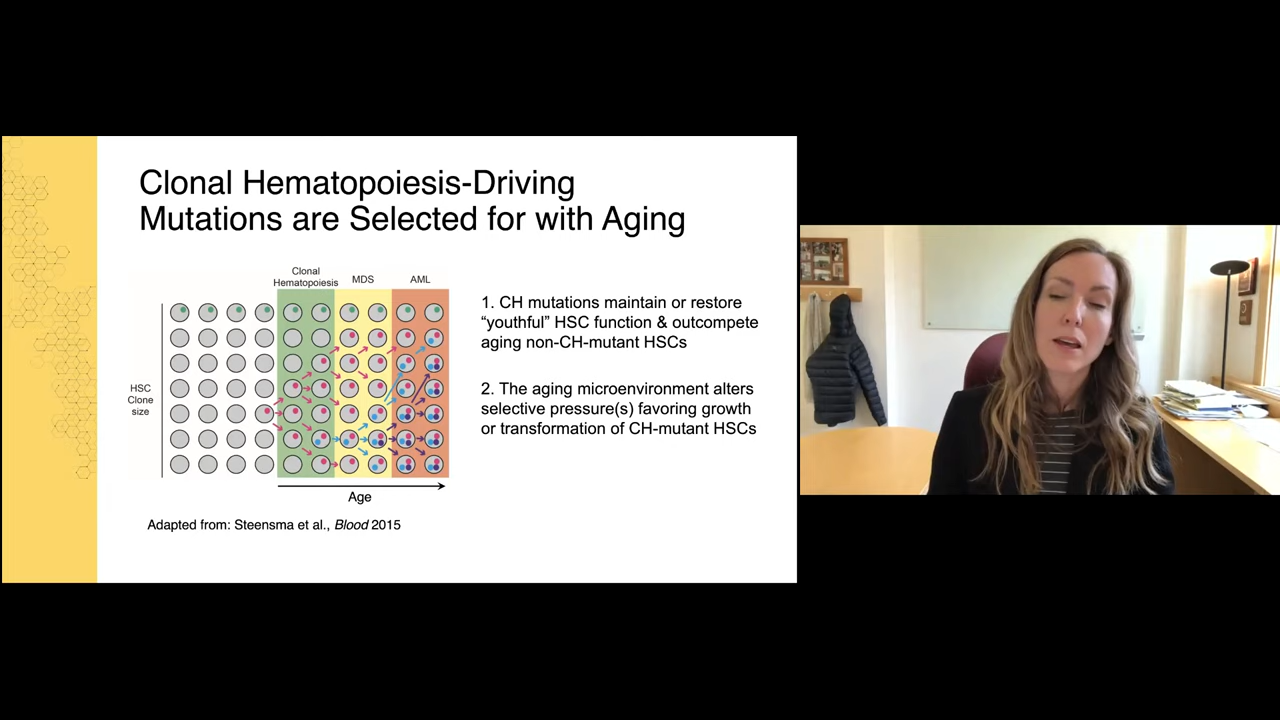 Clonal Hematopoiesis-Driving
Mutations are Selected for with Aging
Clonal
Hematopoiesis
MDS
AML
HSC
Clone
size
Age
Adapted from: Steensma et al., Blood 2015
1. CH mutations maintain or restore
“youthful” HSC function & outcompete
aging non-CH-mutant HSCs
2. The aging microenvironment alters
selective pressure(s) favoring growth
or transformation of CH-mutant HSCs